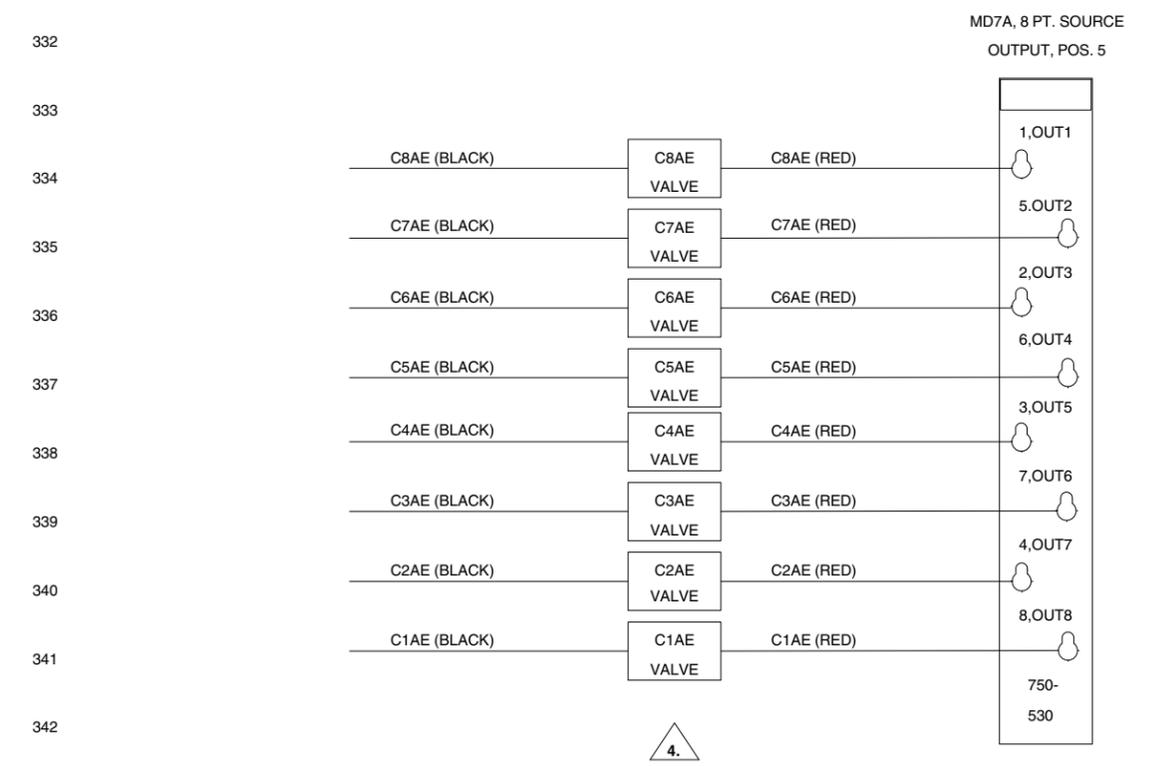 MD7A, 8 PT. SOURCE
332
OUTPUT, POS. 5
333
1,OUT1
C8AE (BLACK) C8AE C8AE (RED)
334
VALVE
5.OUT2
C7AE (BLACK) C7AE C7AE (RED)
335
VALVE
2,OUT3
C6AE (BLACK) C6AE C6AE (RED)
336
VALVE
6,OUT4
C5AE (BLACK) C5AE C5AE (RED)
337
VALVE
3,OUT5
C4AE (BLACK) C4AE C4AE (RED)
338
VALVE
7,OUT6
C3AE (BLACK) C3AE C3AE (RED)
339
VALVE
4,OUT7
C2AE (BLACK) C2AE C2AE (RED)
340
VALVE
8,OUT8
C1AE (BLACK) C1AE C1AE (RED)
341
VALVE
750-
530
342
4.